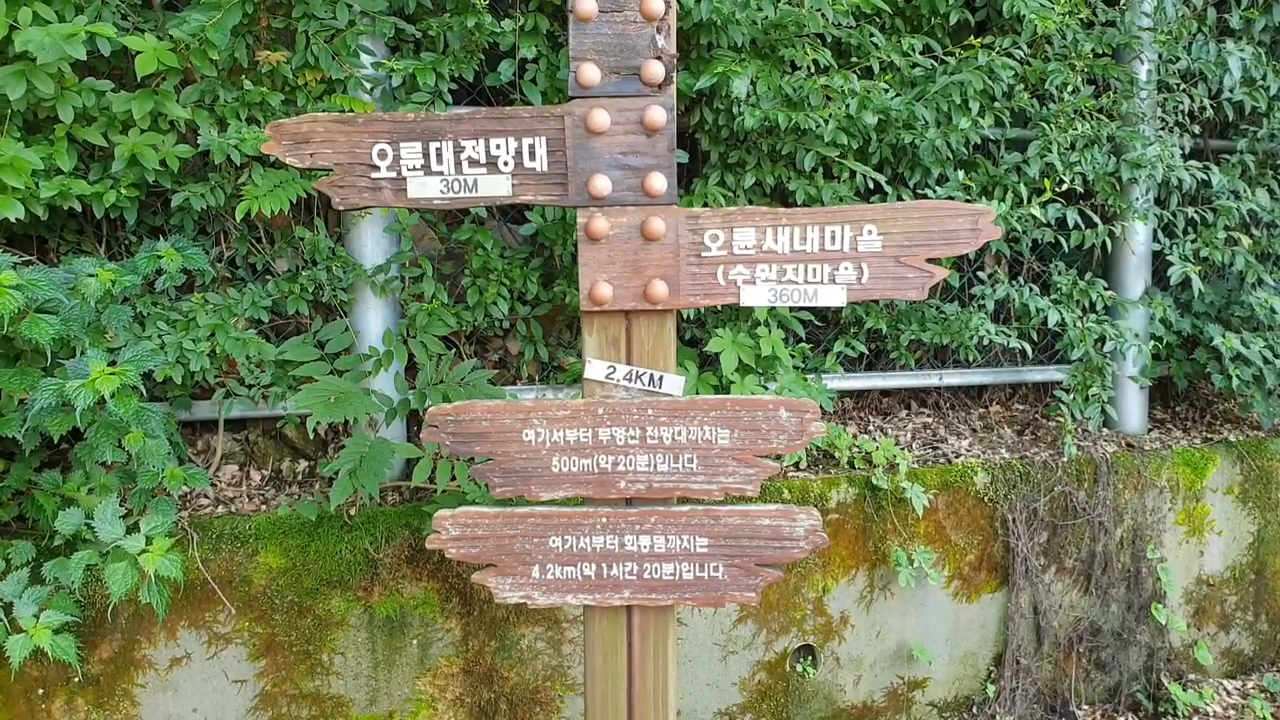 오륜대전망대
30M
오륜새내마을
(수원지마을)
360M
2.4KM
여기서부터 부엉산 전망대까지는
500m(약 20분)입니다.
여기서부터 회동댐까지는
4.2km(약 1시간 20분)입니다.